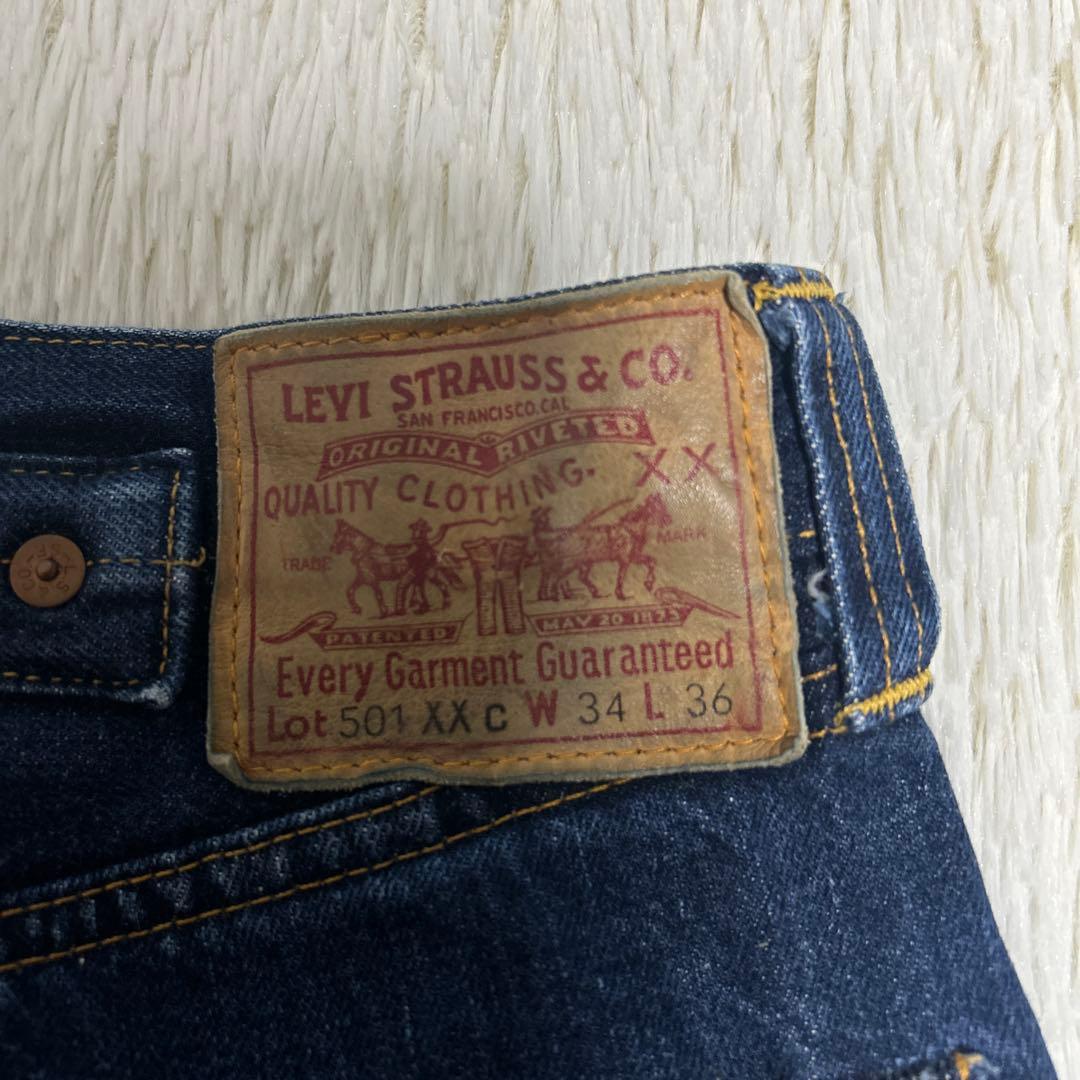 LEVI STRAUSS & CO.
SAN FRANCISCO.CAL
ORIGINAL RIVETED
QUALITY CLOTHING. XX
TRADE MARK
PATENTED MAY 20 1873
Every Garment Guaranteed
Lot 501 XX C W 34 L 36